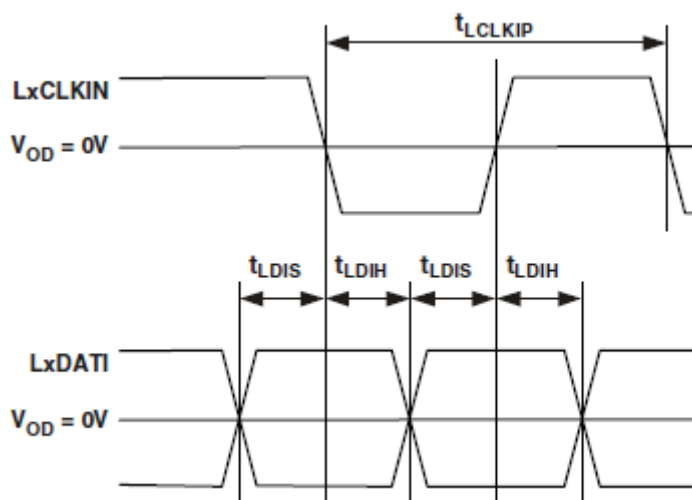 tLCLKIP
LxCLKIN
VOD = 0V
tLDIS tLDIH tLDIS tLDIH
LxDATI
VOD = 0V